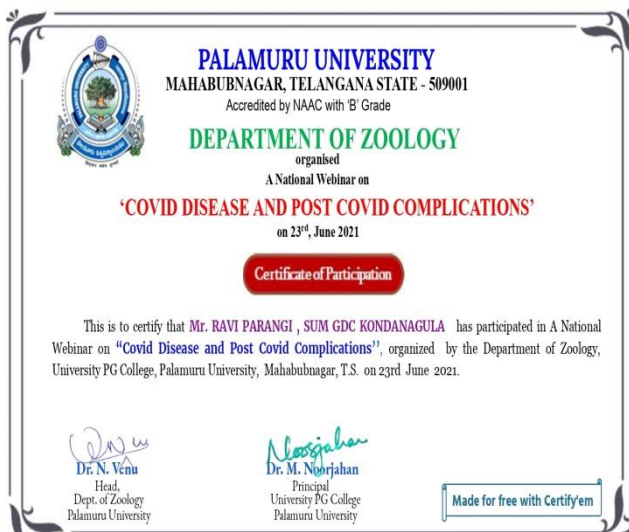 PALAMURU UNIVERSITY
MAHABUBNAGAR, TELANGANA STATE - 509001
Accredited by NAAC with 'B' Grade
DEPARTMENT OF ZOOLOGY
organised
A National Webinar on
‘COVID DISEASE AND POST COVID COMPLICATIONS’
on 23rd, June 2021
Certificate of Participation
This is to certify that Mr. RAVI PARANGI , SUM GDC KONDANAGULA has participated in A National
Webinar on “Covid Disease and Post Covid Complications’’, organized by the Department of Zoology,
University PG College, Palamuru University, Mahabubnagar, T.S. on 23rd June 2021.
Dr. N. Venu
Head,
Dept. of Zoology
Palamuru University
Noorjahan
Dr. M. Noorjahan
Principal
University PG College
Palamuru University
Made for free with Certify'em